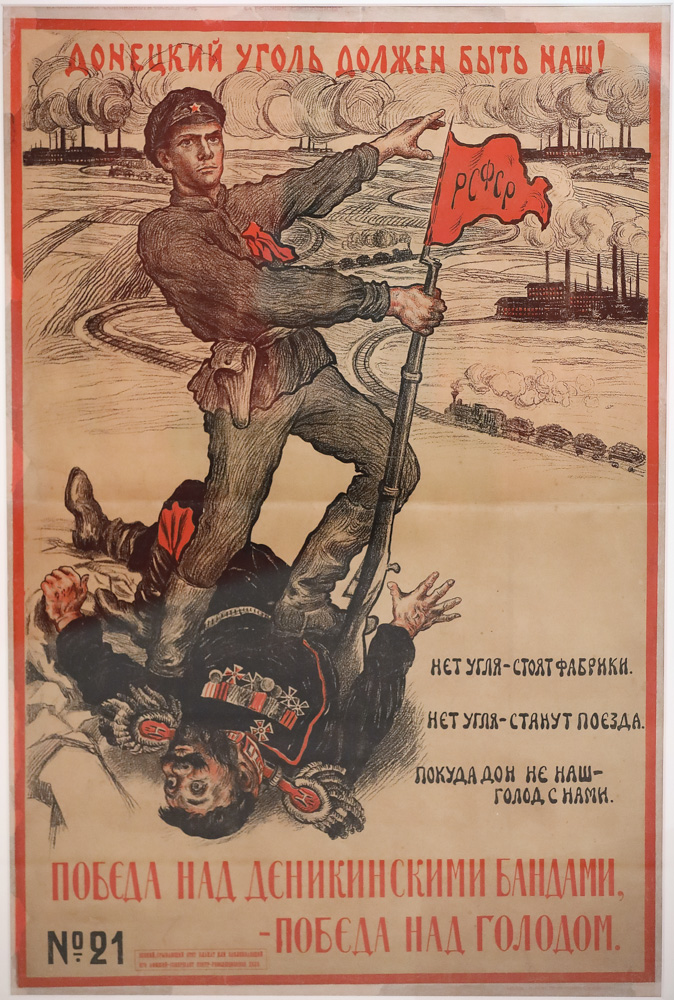 ДОНЕЦКИЙ УГОЛЬ ДОЛЖЕН БЫТЬ НАШ!
РСФСР
НЕТ УГЛЯ-СТОЯТ ФАБРИКИ.
НЕТ УГЛЯ-СТАНУТ ПОЕЗДА.
ПОКУДА ДОН НЕ НАШ-
ГОЛОД С НАМИ.
ПОБЕДА НАД ДЕНИКИНСКИМИ БАНДАМИ,
-ПОБЕДА НАД ГОЛОДОМ.
№ 21